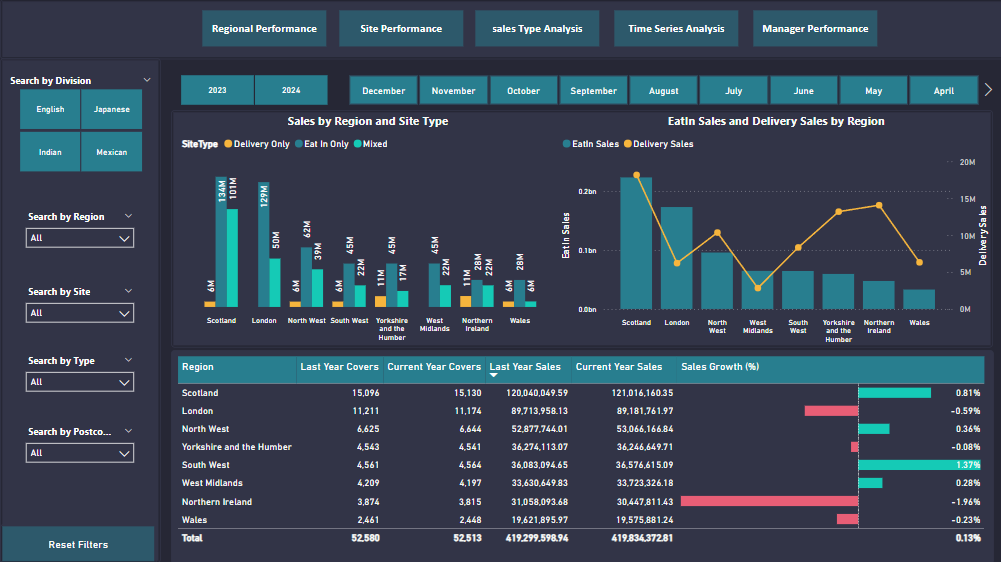 Regional Performance
Site Performance
sales Type Analysis
Time Series Analysis
Manager Performance
Search by Division
English
Japanese
Indian
Mexican
Search by Region
All
Search by Site
All
Search by Type
All
Search by Postco...
All
Reset Filters
2023
2024
December
November
October
September
August
July
June
May
April
Sales by Region and Site Type
SiteType Delivery Only Eat In Only Mixed
6M 134M 101M
129M 50M
6M 62M 39M
6M 45M 22M
11M 45M 17M
45M 22M
11M 28M 22M
6M 28M 6M
Scotland
London
North West
South West
Yorkshire
and the
Humber
West
Midlands
Northern
Ireland
Wales
EatIn Sales and Delivery Sales by Region
EatIn Sales Delivery Sales
EatIn Sales
0.2bn
0.1bn
0.0bn
20M
15M
10M
5M
0M
Delivery Sales
Scotland
London
North
West
West
Midlands
South
West
Yorkshire
and the
Humber
Northern
Ireland
Wales
Region Last Year Covers Current Year Covers Last Year Sales Current Year Sales Sales Growth (%)
Scotland 15,096 15,130 120,040,049.59 121,016,160.35 0.81%
London 11,211 11,174 89,713,958.13 89,181,761.97 -0.59%
North West 6,625 6,644 52,877,744.01 53,066,166.84 0.36%
Yorkshire and the Humber 4,543 4,541 36,274,113.07 36,246,649.71 -0.08%
South West 4,561 4,564 36,083,094.65 36,576,615.09 1.37%
West Midlands 4,209 4,197 33,630,649.83 33,723,326.18 0.28%
Northern Ireland 3,874 3,815 31,058,093.68 30,447,811.43 -1.96%
Wales 2,461 2,448 19,621,895.97 19,575,881.24 -0.23%
Total 52,580 52,513 419,299,598.94 419,834,372.81 0.13%